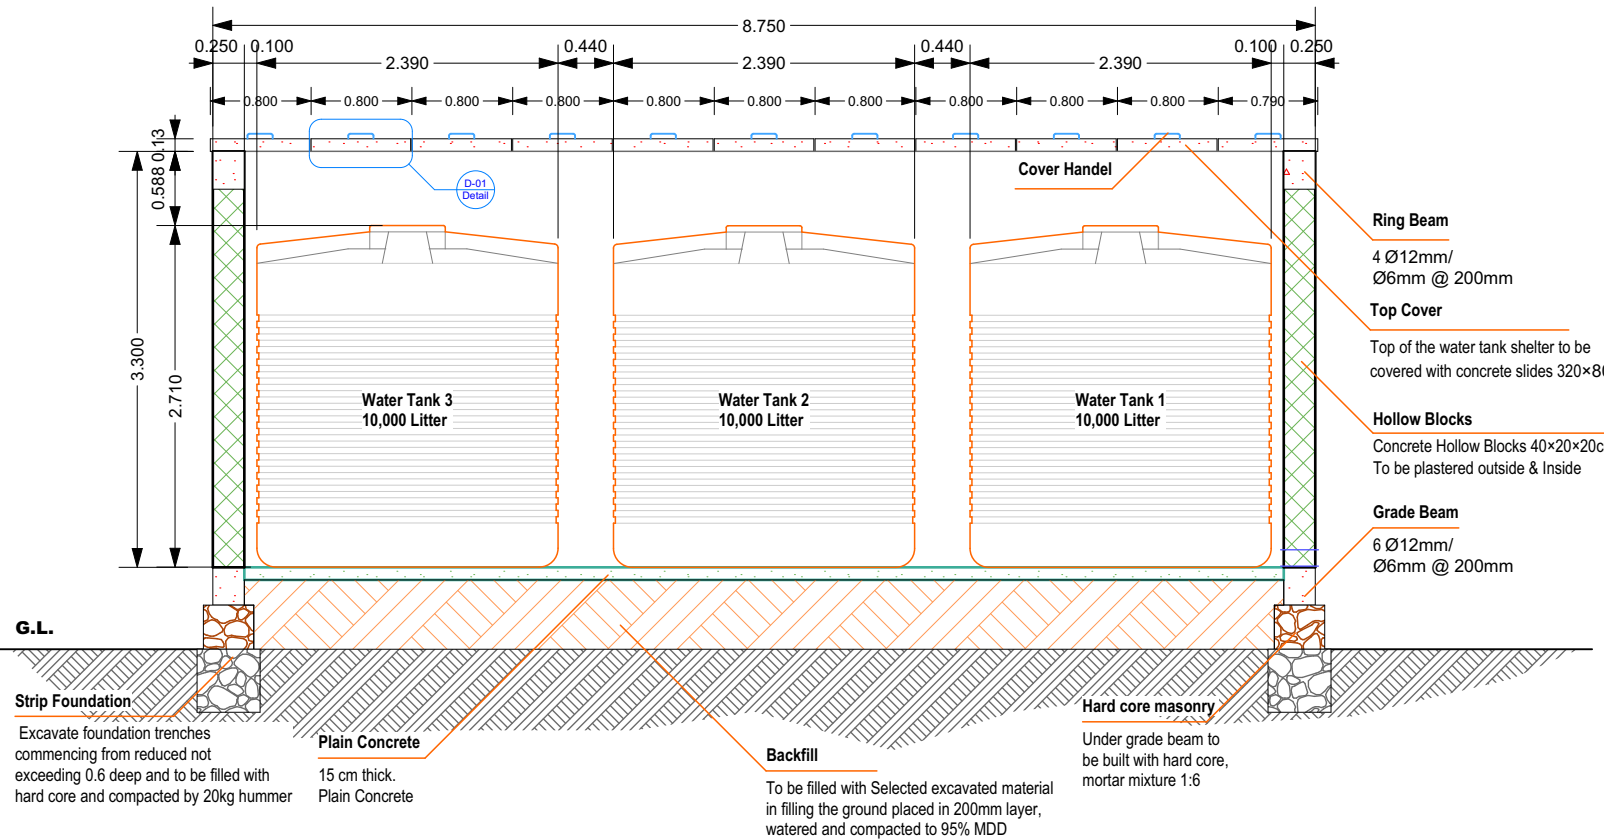 8.750
0.250 0.100 0.440 0.440 0.100 0.250
2.390 2.390 2.390
0.800 0.800 0.800 0.800 0.800 0.800 0.800 0.800 0.800 0.800 0.790
0.13
0.588
3.300
2.710
D-01
Detail
Cover Handel
Ring Beam
4 Ø12mm/
Ø6mm @ 200mm
Top Cover
Top of the water tank shelter to be
covered with concrete slides 320×80
Water Tank 3
10,000 Litter
Water Tank 2
10,000 Litter
Water Tank 1
10,000 Litter
Hollow Blocks
Concrete Hollow Blocks 40×20×20c
To be plastered outside & Inside
Grade Beam
6 Ø12mm/
Ø6mm @ 200mm
G.L.
Strip Foundation
Excavate foundation trenches
commencing from reduced not
exceeding 0.6 deep and to be filled with
hard core and compacted by 20kg hummer
Plain Concrete
15 cm thick.
Plain Concrete
Backfill
To be filled with Selected excavated material
in filling the ground placed in 200mm layer,
watered and compacted to 95% MDD
Hard core masonry
Under grade beam to
be built with hard core,
mortar mixture 1:6